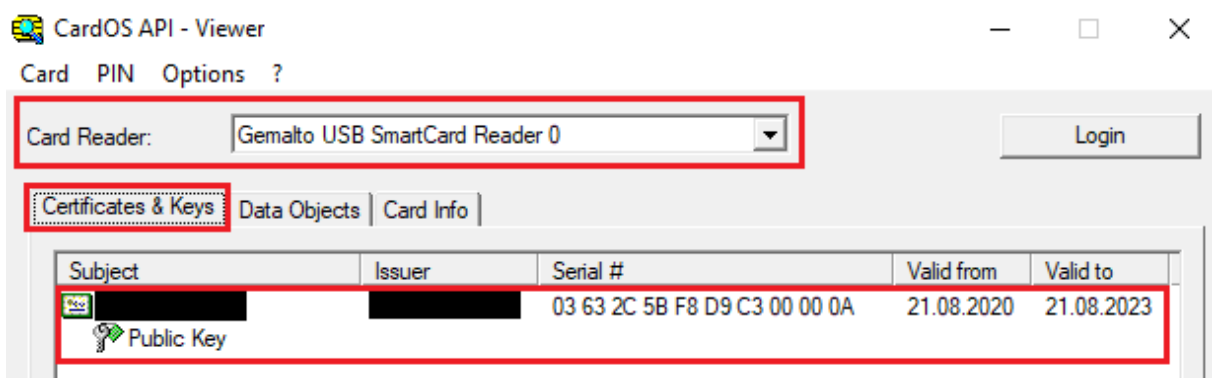 CardOS API - Viewer
Card PIN Options ?
Card Reader: Gemalto USB SmartCard Reader 0 Login
Certificates & Keys Data Objects Card Info
Subject Issuer Serial # Valid from Valid to
03 63 2C 5B F8 D9 C3 00 00 0A 21.08.2020 21.08.2023
Public Key